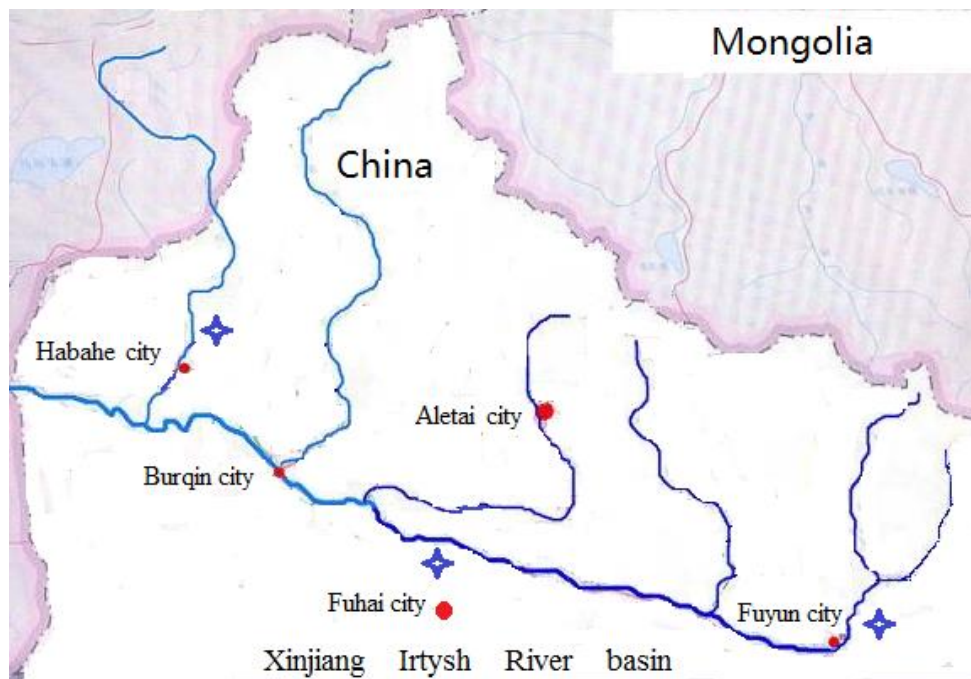 Mongolia
China
Habahe city
Aletai city
Burqin city
Fuhai city
Fuyun city
Xinjiang Irtysh River basin